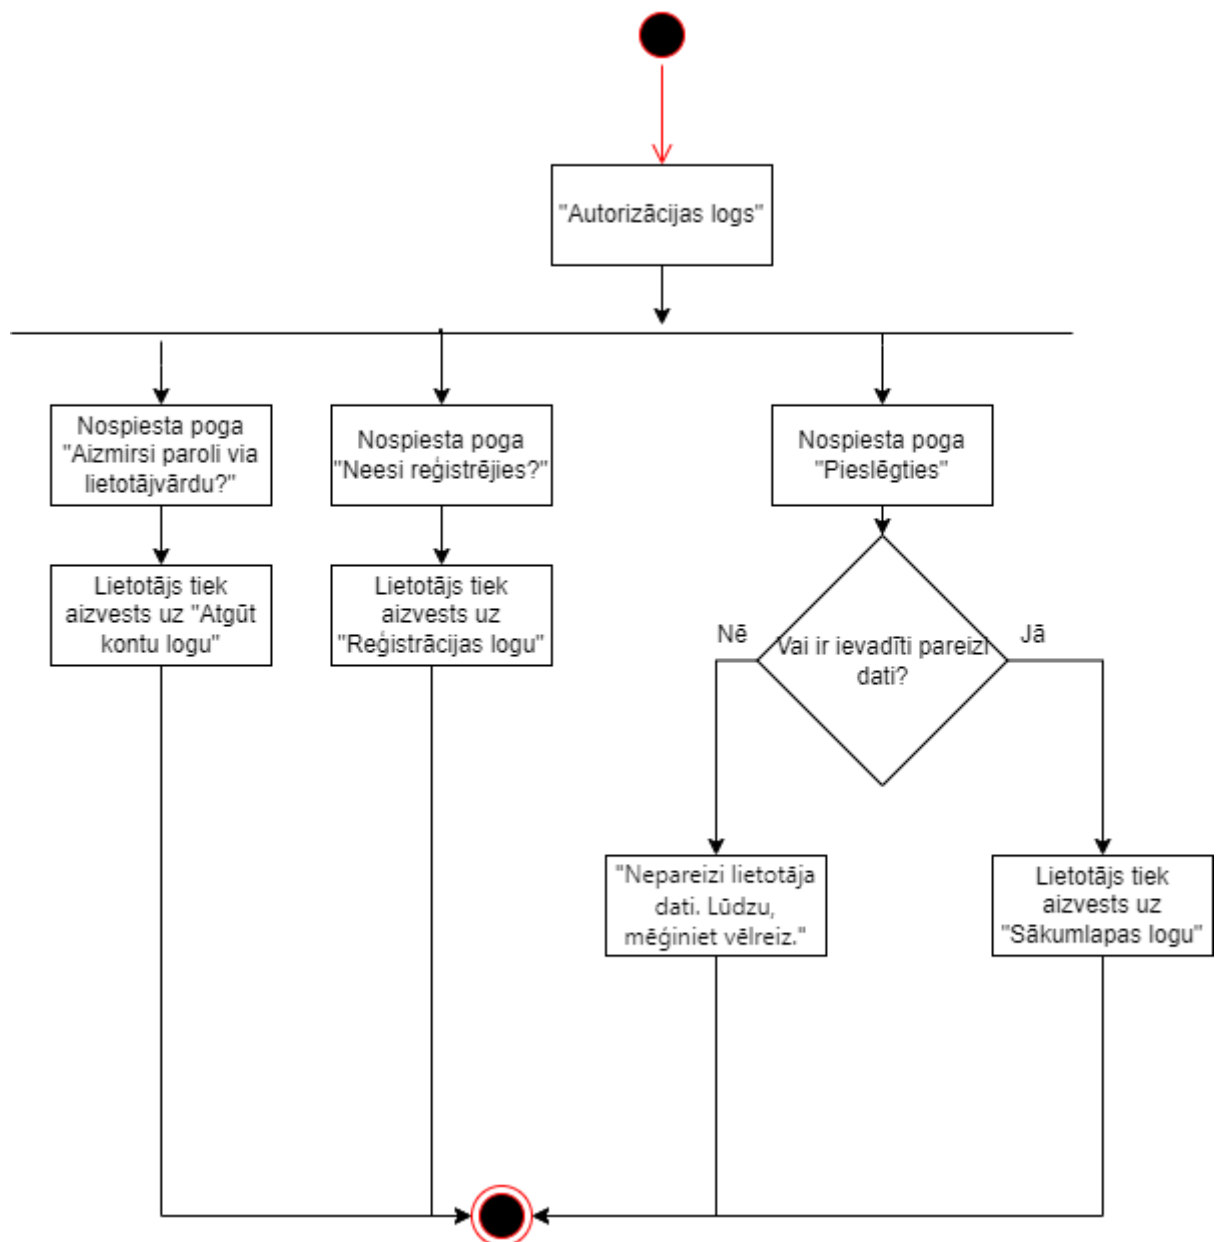 "Autorizācijas logs"
Nospiesta poga
"Aizmirsi paroli via
lietotājvārdu?"
Nospiesta poga
"Neesi reģistrējies?"
Nospiesta poga
"Pieslēgties"
Lietotājs tiek
aizvests uz "Atgūt
kontu logu"
Lietotājs tiek
aizvests uz
"Reģistrācijas logu"
Nē
Vai ir ievadīti pareizi
dati?
Jā
"Nepareizi lietotāja
dati. Lūdzu,
mēģiniet vēlreiz."
Lietotājs tiek
aizvests uz
"Sākumlapas logu"